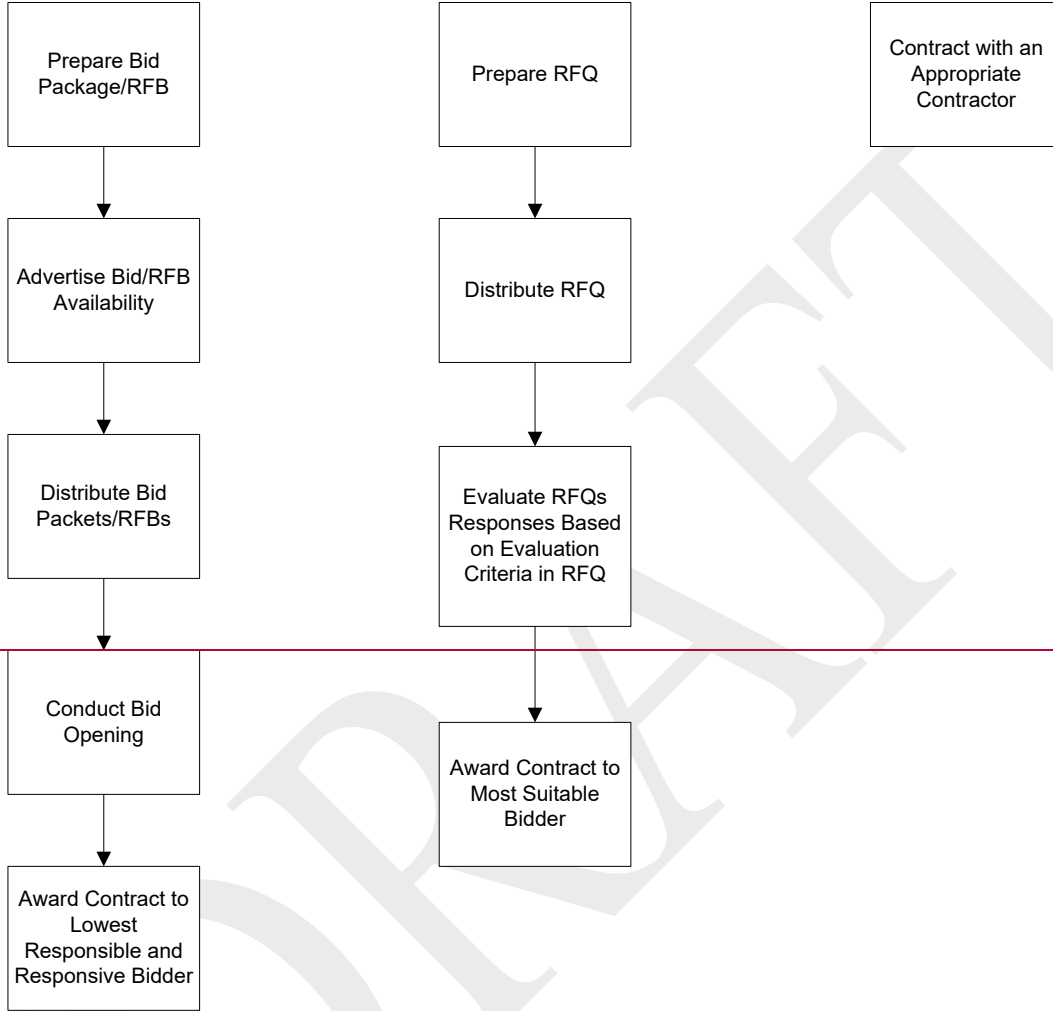 Prepare Bid
Package/RFB
Prepare RFQ
Contract with an
Appropriate
Contractor
Advertise Bid/RFB
Availability
Distribute RFQ
Distribute Bid
Packets/RFBs
Evaluate RFQs
Responses Based
on Evaluation
Criteria in RFQ
Conduct Bid
Opening
Award Contract to
Most Suitable
Bidder
Award Contract to
Lowest
Responsible and
Responsive Bidder
DRAFT